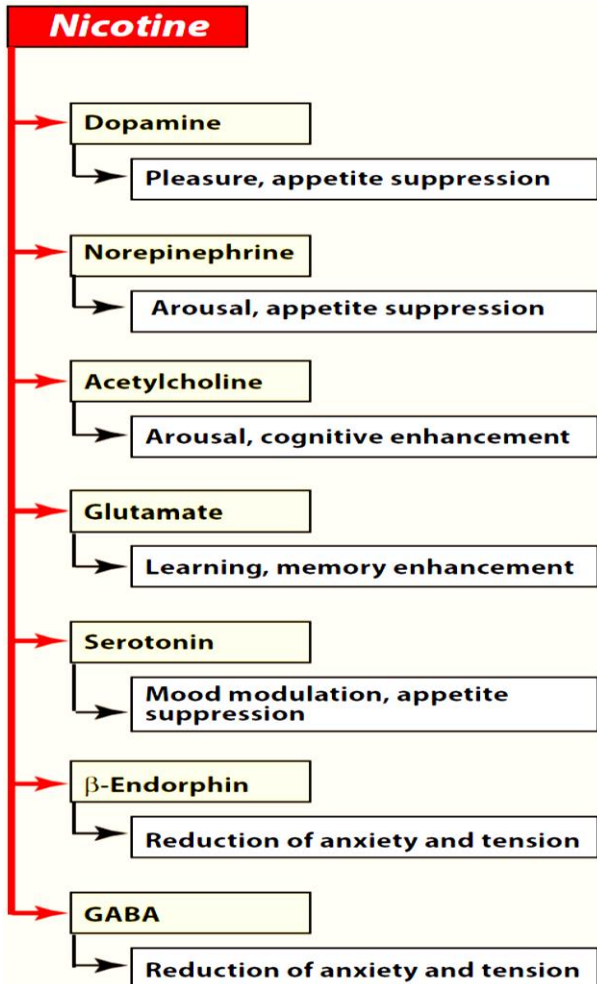 Nicotine
Dopamine
Pleasure, appetite suppression
Norepinephrine
Arousal, appetite suppression
Acetylcholine
Arousal, cognitive enhancement
Glutamate
Learning, memory enhancement
Serotonin
Mood modulation, appetite
suppression
β-Endorphin
Reduction of anxiety and tension
GABA
Reduction of anxiety and tension